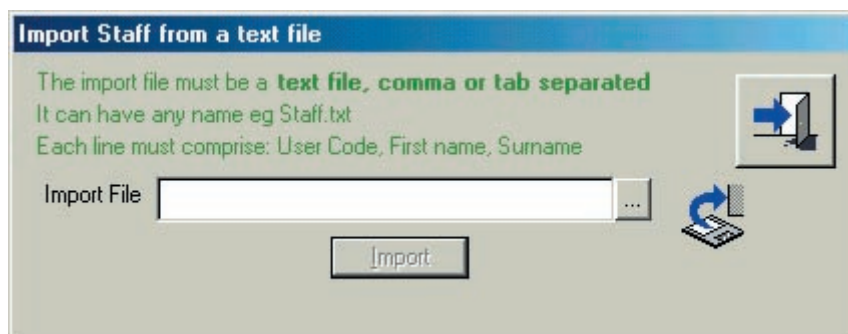 Import Staff from a text file
The import file must be a text file, comma or tab separated
It can have any name eg Staff.txt
Each line must comprise: User Code, First name, Surname
Import File
...
Import